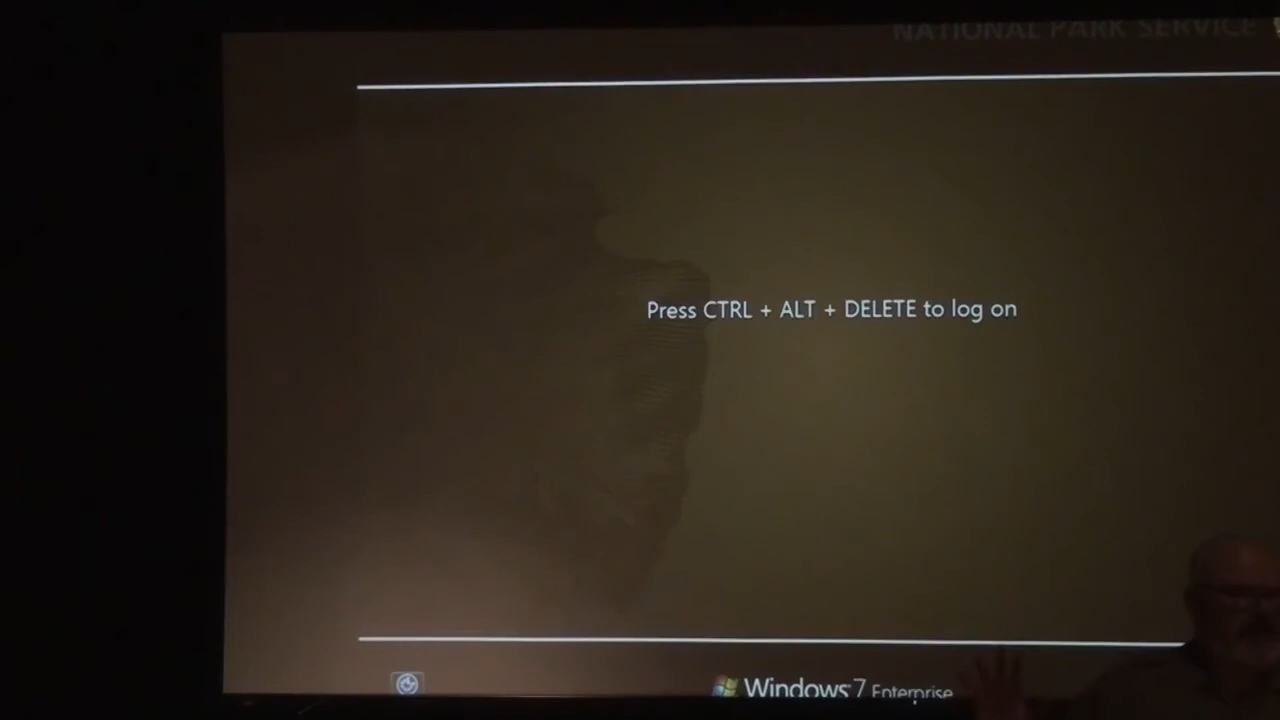 NATIONAL PARK SERVICE
Press CTRL + ALT + DELETE to log on
Windows 7 Enterprise